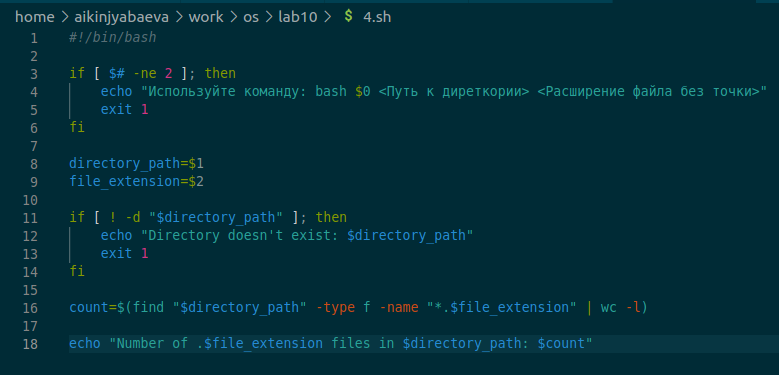 home > aikinjyabaeva > work > os > lab10 > $ 4.sh
1 #!/bin/bash
2
3 if [ $# -ne 2 ]; then
4     echo "Используйте команду: bash $0 <Путь к диреткории> <Расширение файла без точки>"
5     exit 1
6 fi
7
8 directory_path=$1
9 file_extension=$2
10
11 if [ ! -d "$directory_path" ]; then
12     echo "Directory doesn't exist: $directory_path"
13     exit 1
14 fi
15
16 count=$(find "$directory_path" -type f -name "*.$file_extension" | wc -l)
17
18 echo "Number of .$file_extension files in $directory_path: $count"